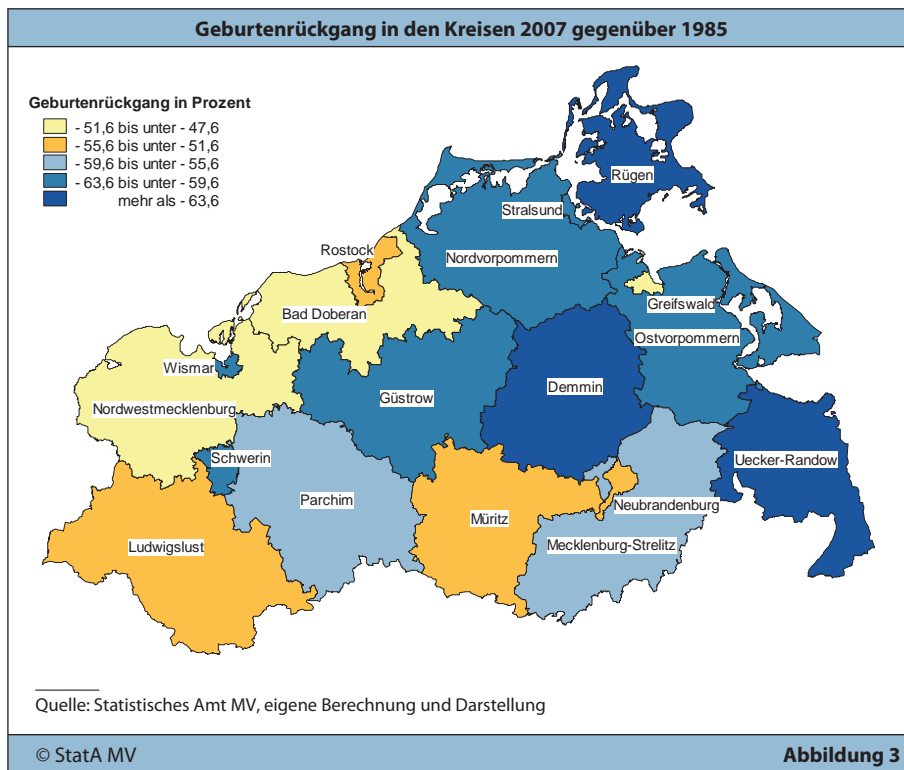 Geburtenrückgang in den Kreisen 2007 gegenüber 1985
Geburtenrückgang in Prozent
- 51,6 bis unter - 47,6
- 55,6 bis unter - 51,6
- 59,6 bis unter - 55,6
- 63,6 bis unter - 59,6
mehr als - 63,6
Rügen
Stralsund
Rostock
Nordvorpommern
Greifswald
Bad Doberan
Ostvorpommern
Wismar
Demmin
Güstrow
Nordwestmecklenburg
Schwerin
Uecker-Randow
Parchim
Neubrandenburg
Müritz
Ludwigslust
Mecklenburg-Strelitz
Quelle: Statistisches Amt MV, eigene Berechnung und Darstellung
© StatA MV
Abbildung 3